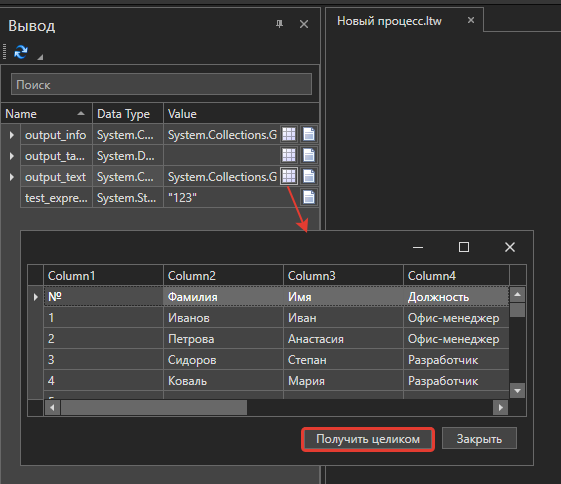 Вывод
Новый процесс.ltw
Поиск
Name Data Type Value
output_info System.C... System.Collections.G
output_ta... System.D...
output_text System.C... System.Collections.G
test_expre... System.St... "123"
Column1 Column2 Column3 Column4
№ Фамилия Имя Должность
1 Иванов Иван Офис-менеджер
2 Петрова Анастасия Офис-менеджер
3 Сидоров Степан Разработчик
4 Коваль Мария Разработчик
Получить целиком Закрыть